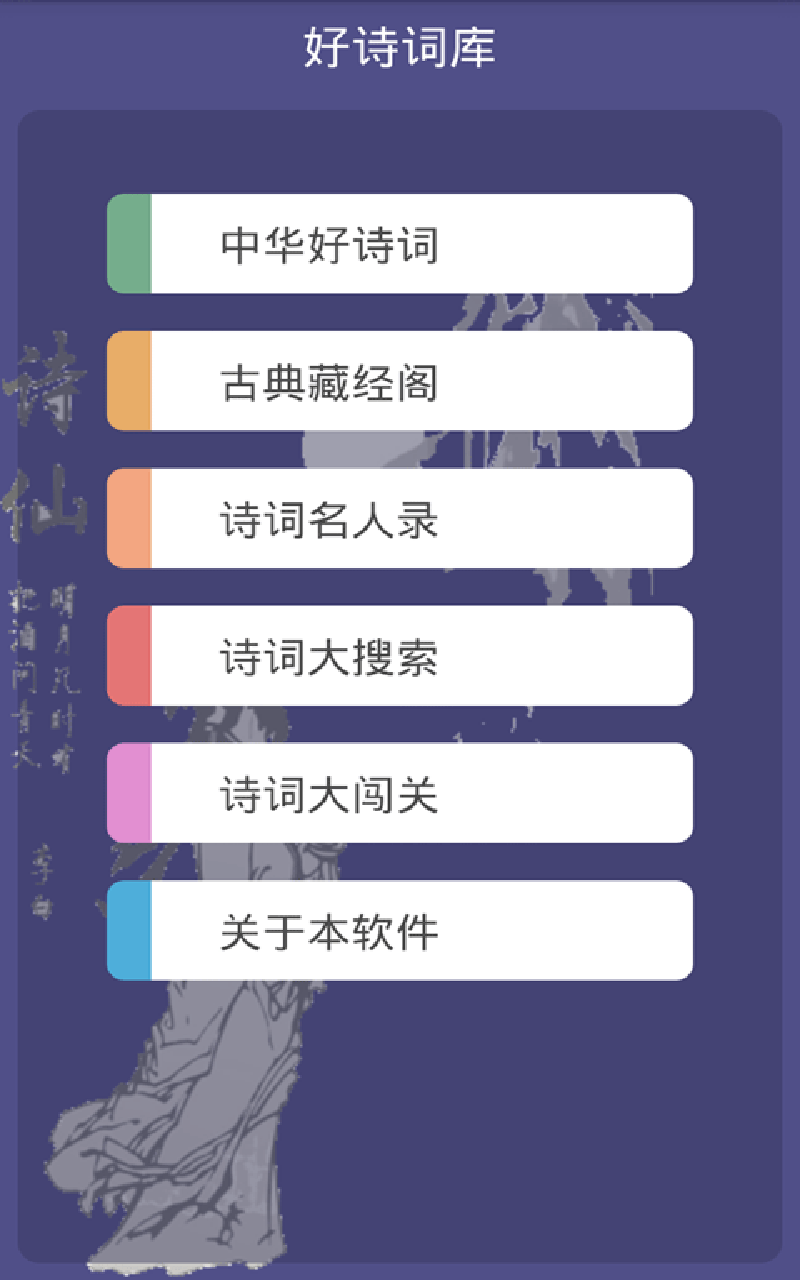 好诗词库
中华好诗词
古典藏经阁
诗词名人录
诗词大搜索
诗词大闯关
关于本软件
诗仙
明月几时有
把酒问青天
李白